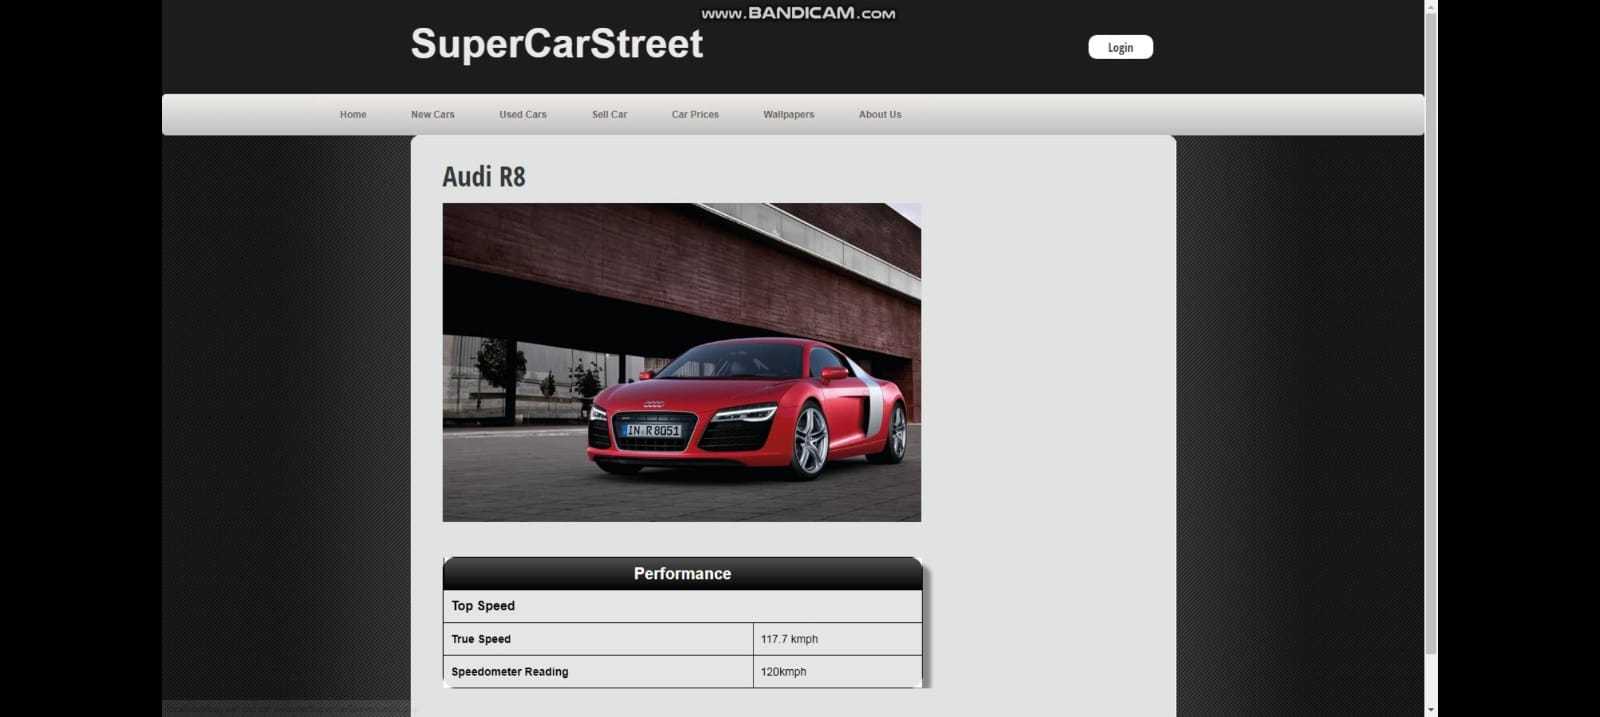 www.BANDICAM.com
SuperCarStreet
Login
Home New Cars Used Cars Sell Car Car Prices Wallpapers About Us
Audi R8
IN R 8051
Performance
Top Speed
True Speed 117.7 kmph
Speedometer Reading 120kmph